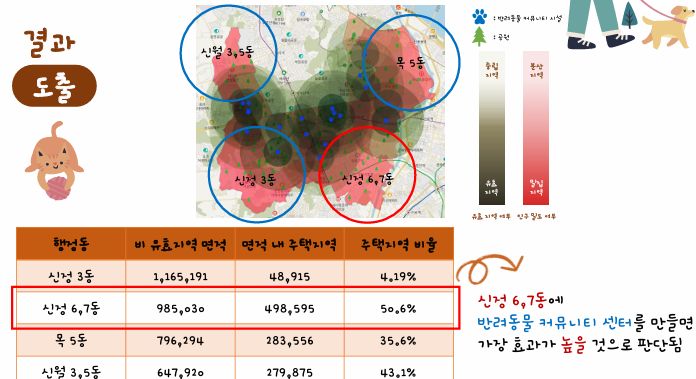 결과
도출
신월 3,5동
목 5동
신정 3동
신정 6,7동
: 반려동물 커뮤니티 시설
: 공원
중립
지역
분산
지역
유효
지역
밀집
지역
유효 지역 여부
인구 밀도 여부
행정동 비 유효지역 면적 면적 내 주택지역 주택지역 비율
신정 3동 1,165,191 48,915 4.19%
신정 6,7동 985,030 498,595 50.6%
목 5동 796,294 283,556 35.6%
신월 3,5동 647,920 279,875 43.1%
신정 6,7동에
반려동물 커뮤니티 센터를 만들면
가장 효과가 높을 것으로 판단됨